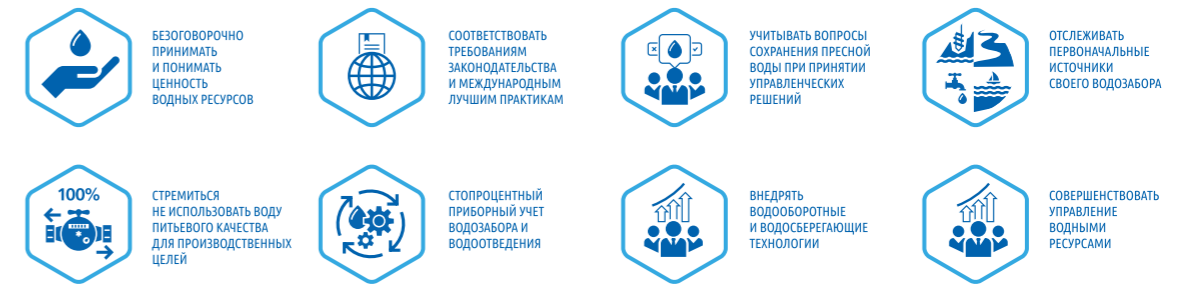 БЕЗОГОВОРОЧНО
ПРИНИМАТЬ
И ПОНИМАТЬ
ЦЕННОСТЬ
ВОДНЫХ РЕСУРСОВ
СООТВЕТСТВОВАТЬ
ТРЕБОВАНИЯМ
ЗАКОНОДАТЕЛЬСТВА
И МЕЖДУНАРОДНЫМ
ЛУЧШИМ ПРАКТИКАМ
УЧИТЫВАТЬ ВОПРОСЫ
СОХРАНЕНИЯ ПРЕСНОЙ
ВОДЫ ПРИ ПРИНЯТИИ
УПРАВЛЕНЧЕСКИХ
РЕШЕНИЙ
ОТСЛЕЖИВАТЬ
ПЕРВОНАЧАЛЬНЫЕ
ИСТОЧНИКИ
СВОЕГО ВОДОЗАБОРА
100%
СТРЕМИТЬСЯ
НЕ ИСПОЛЬЗОВАТЬ ВОДУ
ПИТЬЕВОГО КАЧЕСТВА
ДЛЯ ПРОИЗВОДСТВЕННЫХ
ЦЕЛЕЙ
СТОПРОЦЕНТНЫЙ
ПРИБОРНЫЙ УЧЕТ
ВОДОЗАБОРА И
ВОДООТВЕДЕНИЯ
ВНЕДРЯТЬ
ВОДООБОРОТНЫЕ
И ВОДОСБЕРЕГАЮЩИЕ
ТЕХНОЛОГИИ
СОВЕРШЕНСТВОВАТЬ
УПРАВЛЕНИЕ
ВОДНЫМИ
РЕСУРСАМИ